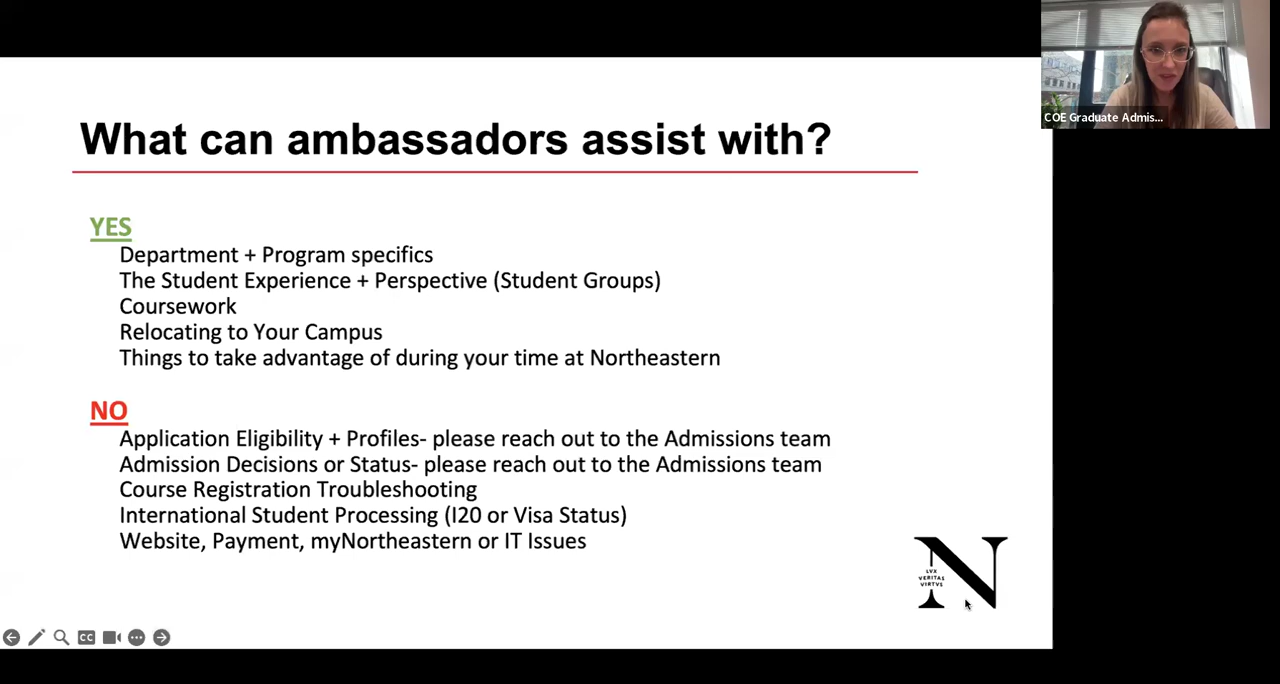 COE Graduate Admis...
What can ambassadors assist with?
YES
Department + Program specifics
The Student Experience + Perspective (Student Groups)
Coursework
Relocating to Your Campus
Things to take advantage of during your time at Northeastern
NO
Application Eligibility + Profiles- please reach out to the Admissions team
Admission Decisions or Status- please reach out to the Admissions team
Course Registration Troubleshooting
International Student Processing (I20 or Visa Status)
Website, Payment, myNortheastern or IT Issues
N
LVX
VERITAS
VIRTVS
CC